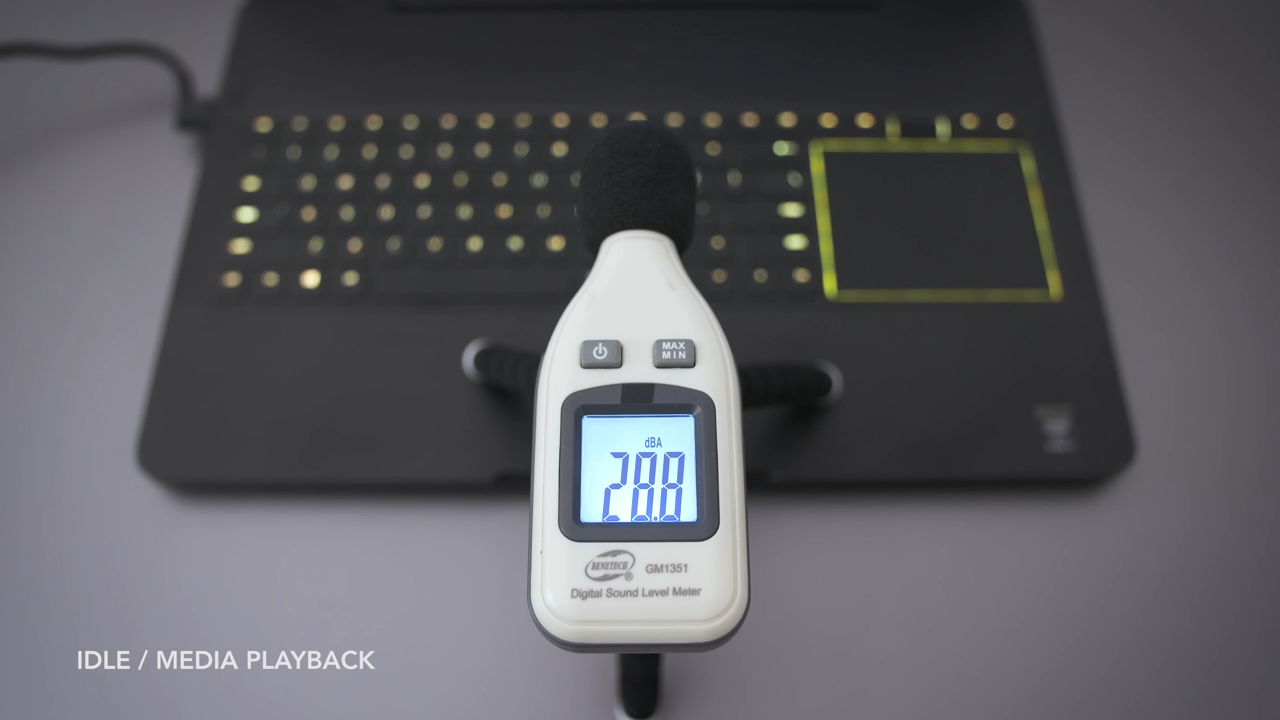 MAX
MIN
dBA
28.8
BENETECH
®
GM1351
Digital Sound Level Meter
IDLE / MEDIA PLAYBACK